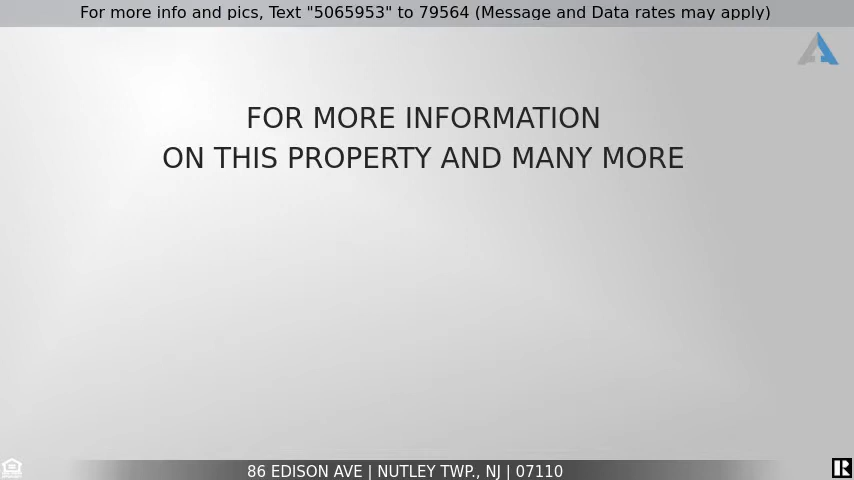 For more info and pics, Text "5065953" to 79564 (Message and Data rates may apply)
FOR MORE INFORMATION
ON THIS PROPERTY AND MANY MORE
86 EDISON AVE | NUTLEY TWP., NJ | 07110